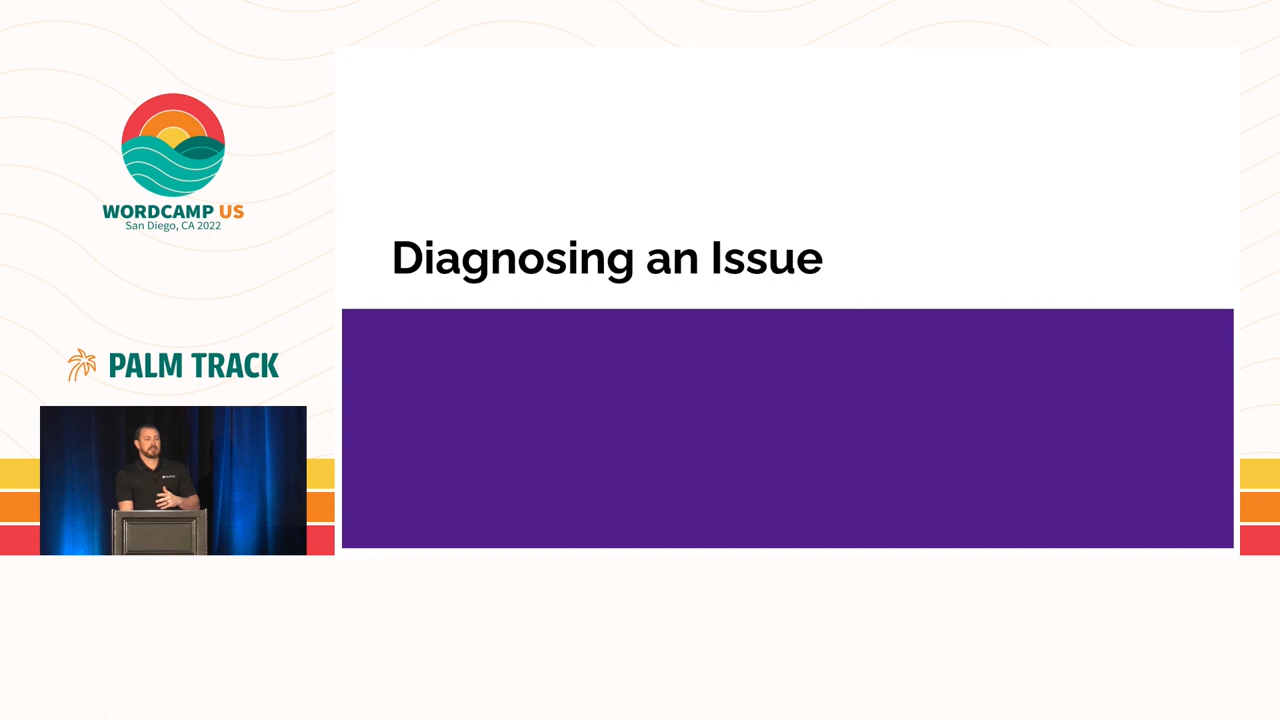 WORDCAMP US
San Diego, CA 2022
PALM TRACK
Diagnosing an Issue